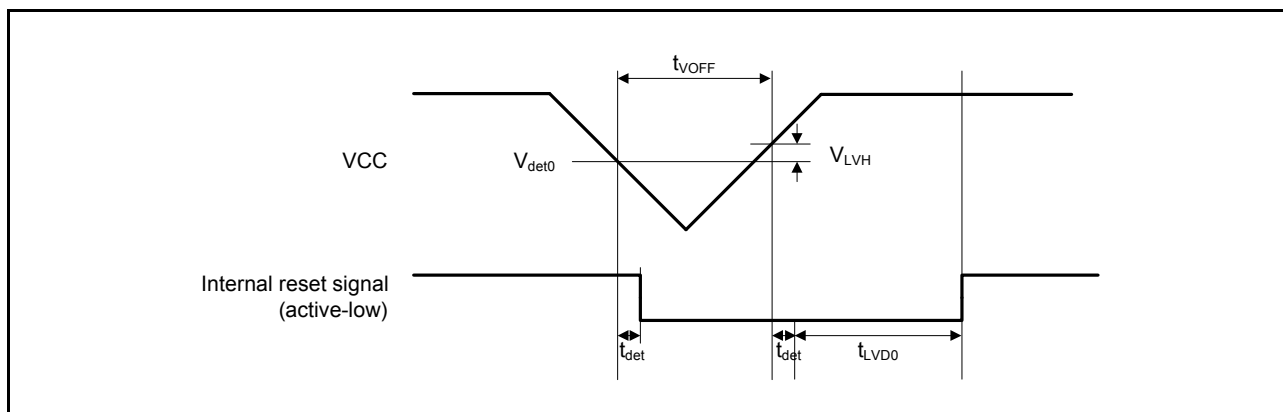 tVOFF
VCC
Vdet0
VLVH
Internal reset signal
(active-low)
tdet
tdet
tLVD0